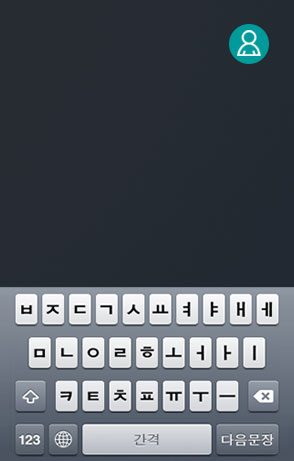 ㅂ ㅈ ㄷ ㄱ ㅅ ㅛ ㅕ ㅑ ㅐ ㅔ
ㅁ ㄴ ㅇ ㄹ ㅎ ㅗ ㅓ ㅏ ㅣ
ㅋ ㅌ ㅊ ㅍ ㅠ ㅜ ㅡ
123 간격 다음문장